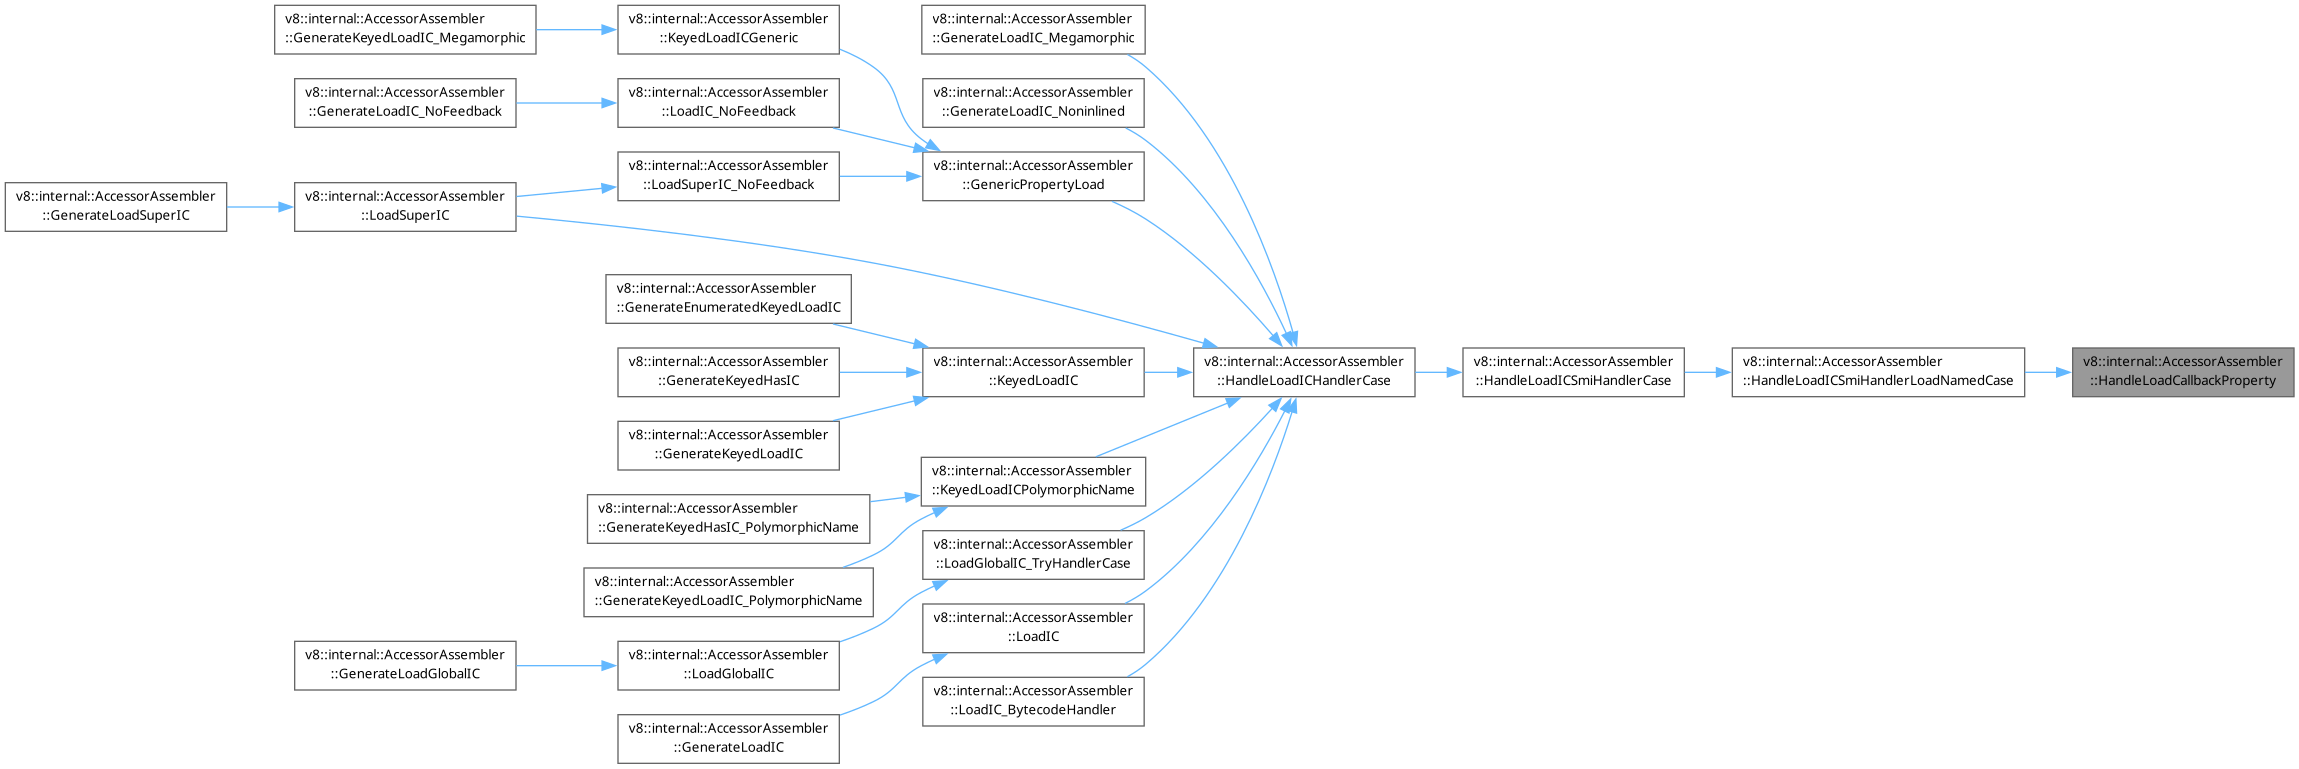 v8::internal::AccessorAssembler
::GenerateKeyedLoadIC_Megamorphic
v8::internal::AccessorAssembler
::KeyedLoadICGeneric
v8::internal::AccessorAssembler
::GenerateLoadIC_Megamorphic
v8::internal::AccessorAssembler
::GenerateLoadIC_NoFeedback
v8::internal::AccessorAssembler
::LoadIC_NoFeedback
v8::internal::AccessorAssembler
::GenerateLoadIC_Noninlined
v8::internal::AccessorAssembler
::LoadSuperIC_NoFeedback
v8::internal::AccessorAssembler
::GenericPropertyLoad
v8::internal::AccessorAssembler
::GenerateLoadSuperIC
v8::internal::AccessorAssembler
::LoadSuperIC
v8::internal::AccessorAssembler
::GenerateEnumeratedKeyedLoadIC
v8::internal::AccessorAssembler
::GenerateKeyedHasIC
v8::internal::AccessorAssembler
::KeyedLoadIC
v8::internal::AccessorAssembler
::HandleLoadICHandlerCase
v8::internal::AccessorAssembler
::HandleLoadICSmiHandlerCase
v8::internal::AccessorAssembler
::HandleLoadICSmiHandlerLoadNamedCase
v8::internal::AccessorAssembler
::HandleLoadCallbackProperty
v8::internal::AccessorAssembler
::GenerateKeyedLoadIC
v8::internal::AccessorAssembler
::KeyedLoadICPolymorphicName
v8::internal::AccessorAssembler
::GenerateKeyedHasIC_PolymorphicName
v8::internal::AccessorAssembler
::LoadGlobalIC_TryHandlerCase
v8::internal::AccessorAssembler
::GenerateKeyedLoadIC_PolymorphicName
v8::internal::AccessorAssembler
::LoadIC
v8::internal::AccessorAssembler
::GenerateLoadGlobalIC
v8::internal::AccessorAssembler
::LoadGlobalIC
v8::internal::AccessorAssembler
::LoadIC_BytecodeHandler
v8::internal::AccessorAssembler
::GenerateLoadIC